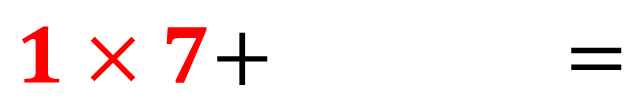 1 × 7+ =